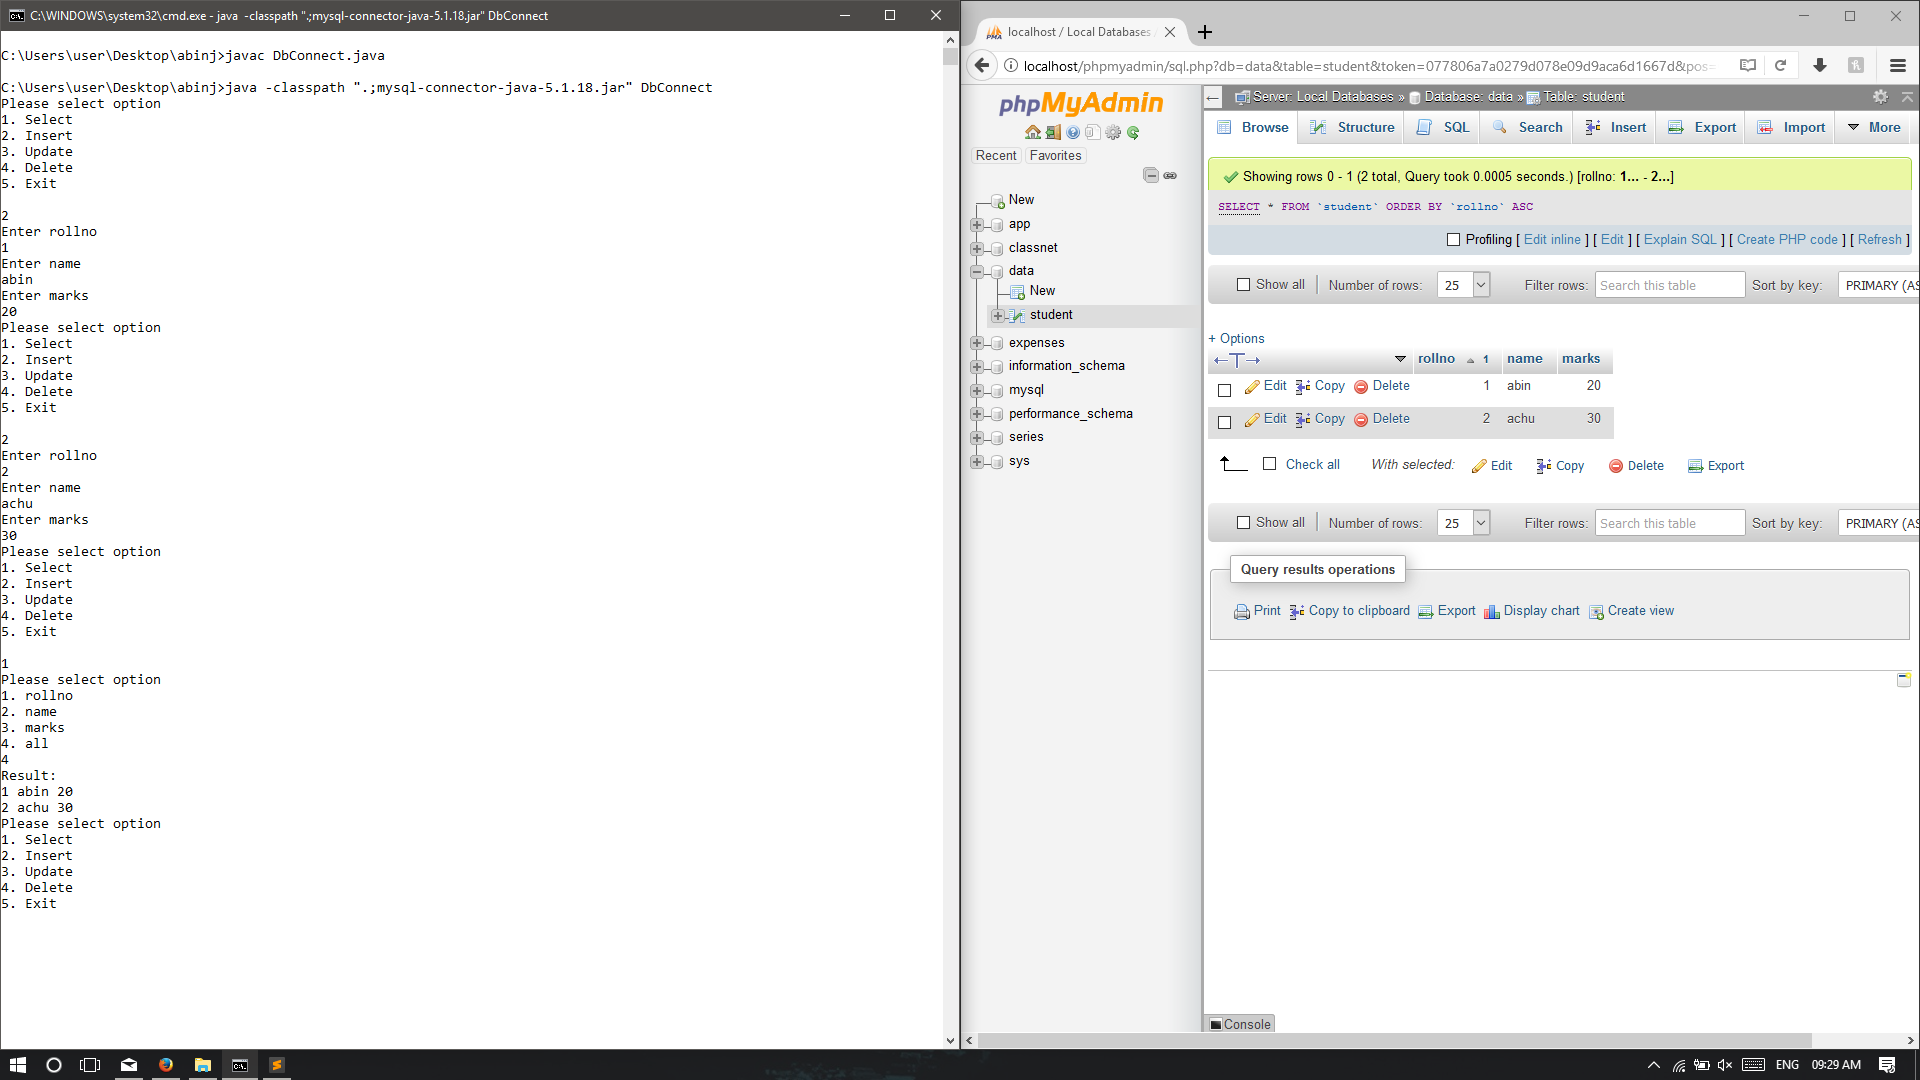 C:\WINDOWS\system32\cmd.exe - java -classpath ".;mysql-connector-java-5.1.18.jar" DbConnect
C:\Users\user\Desktop\abinj>javac DbConnect.java
C:\Users\user\Desktop\abinj>java -classpath ".;mysql-connector-java-5.1.18.jar" DbConnect
Please select option
1. Select
2. Insert
3. Update
4. Delete
5. Exit
2
Enter rollno
1
Enter name
abin
Enter marks
20
Please select option
1. Select
2. Insert
3. Update
4. Delete
5. Exit
2
Enter rollno
2
Enter name
achu
Enter marks
30
Please select option
1. Select
2. Insert
3. Update
4. Delete
5. Exit
1
Please select option
1. rollno
2. name
3. marks
4. all
4
Result:
1 abin 20
2 achu 30
Please select option
1. Select
2. Insert
3. Update
4. Delete
5. Exit
localhost / Local Databases
localhost/phpmyadmin/sql.php?db=data&table=student&token=077806a7a0279d078e09d9aca6d1667d&pos=
phpMyAdmin
Recent Favorites
New
app
classnet
data
New
student
expenses
information_schema
mysql
performance_schema
series
sys
Server: Local Databases » Database: data » Table: student
Browse Structure SQL Search Insert Export Import More
Showing rows 0 - 1 (2 total, Query took 0.0005 seconds.) [rollno: 1... - 2...]
SELECT * FROM `student` ORDER BY `rollno` ASC
Profiling [ Edit inline ] [ Edit ] [ Explain SQL ] [ Create PHP code ] [ Refresh ]
Show all Number of rows: 25 Filter rows: Search this table Sort by key: PRIMARY (AS
+ Options
rollno 1 name marks
Edit Copy Delete 1 abin 20
Edit Copy Delete 2 achu 30
Check all With selected: Edit Copy Delete Export
Show all Number of rows: 25 Filter rows: Search this table Sort by key: PRIMARY (AS
Query results operations
Print Copy to clipboard Export Display chart Create view
Console
ENG 09:29 AM